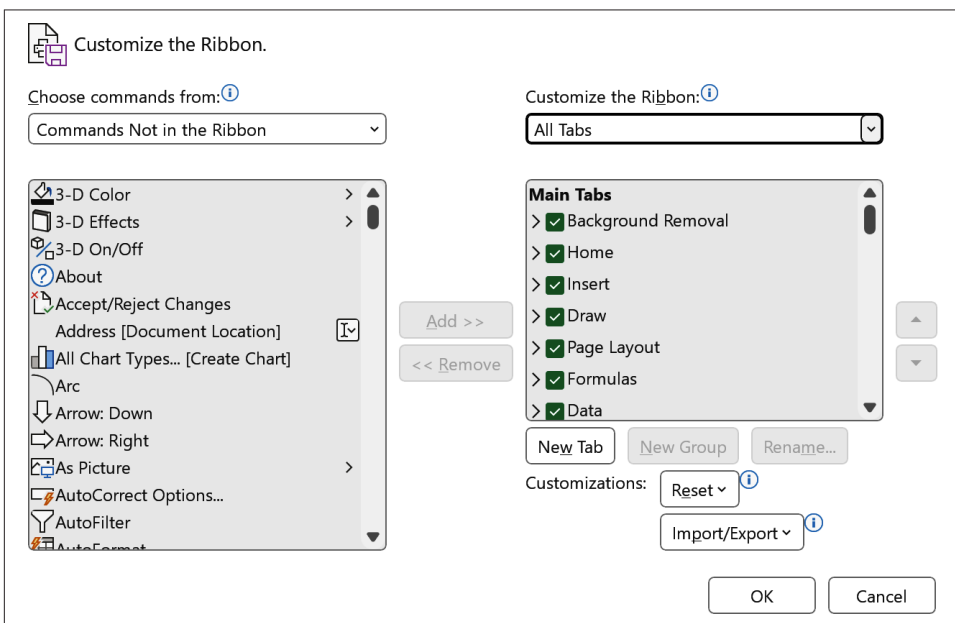 Customize the Ribbon.
Choose commands from:
Commands Not in the Ribbon
3-D Color
3-D Effects
3-D On/Off
About
Accept/Reject Changes
Address [Document Location]
All Chart Types... [Create Chart]
Arc
Arrow: Down
Arrow: Right
As Picture
AutoCorrect Options...
AutoFilter
AutoFormat
Add >>
<< Remove
Customize the Ribbon:
All Tabs
Main Tabs
Background Removal
Home
Insert
Draw
Page Layout
Formulas
Data
New Tab
New Group
Rename...
Customizations:
Reset
Import/Export
OK
Cancel